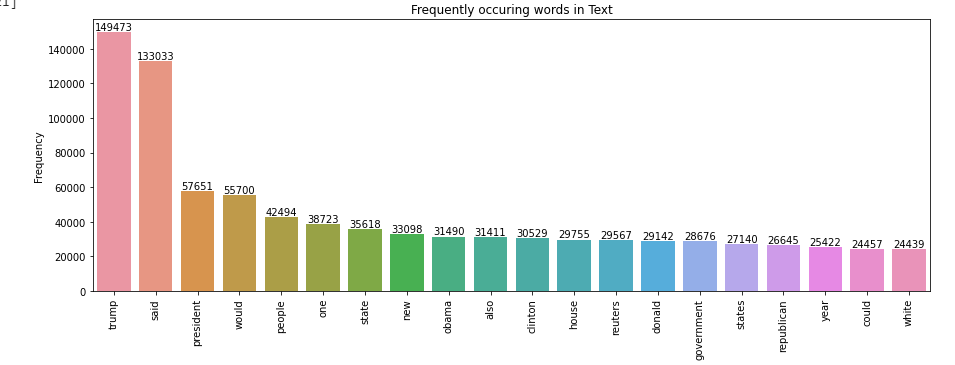 21]
Frequently occuring words in Text
149473
133033
57651
55700
42494
38723
35618
33098
31490
31411
30529
29755
29567
29142
28676
27140
26645
25422
24457
24439
140000
120000
100000
80000
60000
40000
20000
0
Frequency
trump
said
president
would
people
one
state
new
obama
also
clinton
house
reuters
donald
government
states
republican
year
could
white